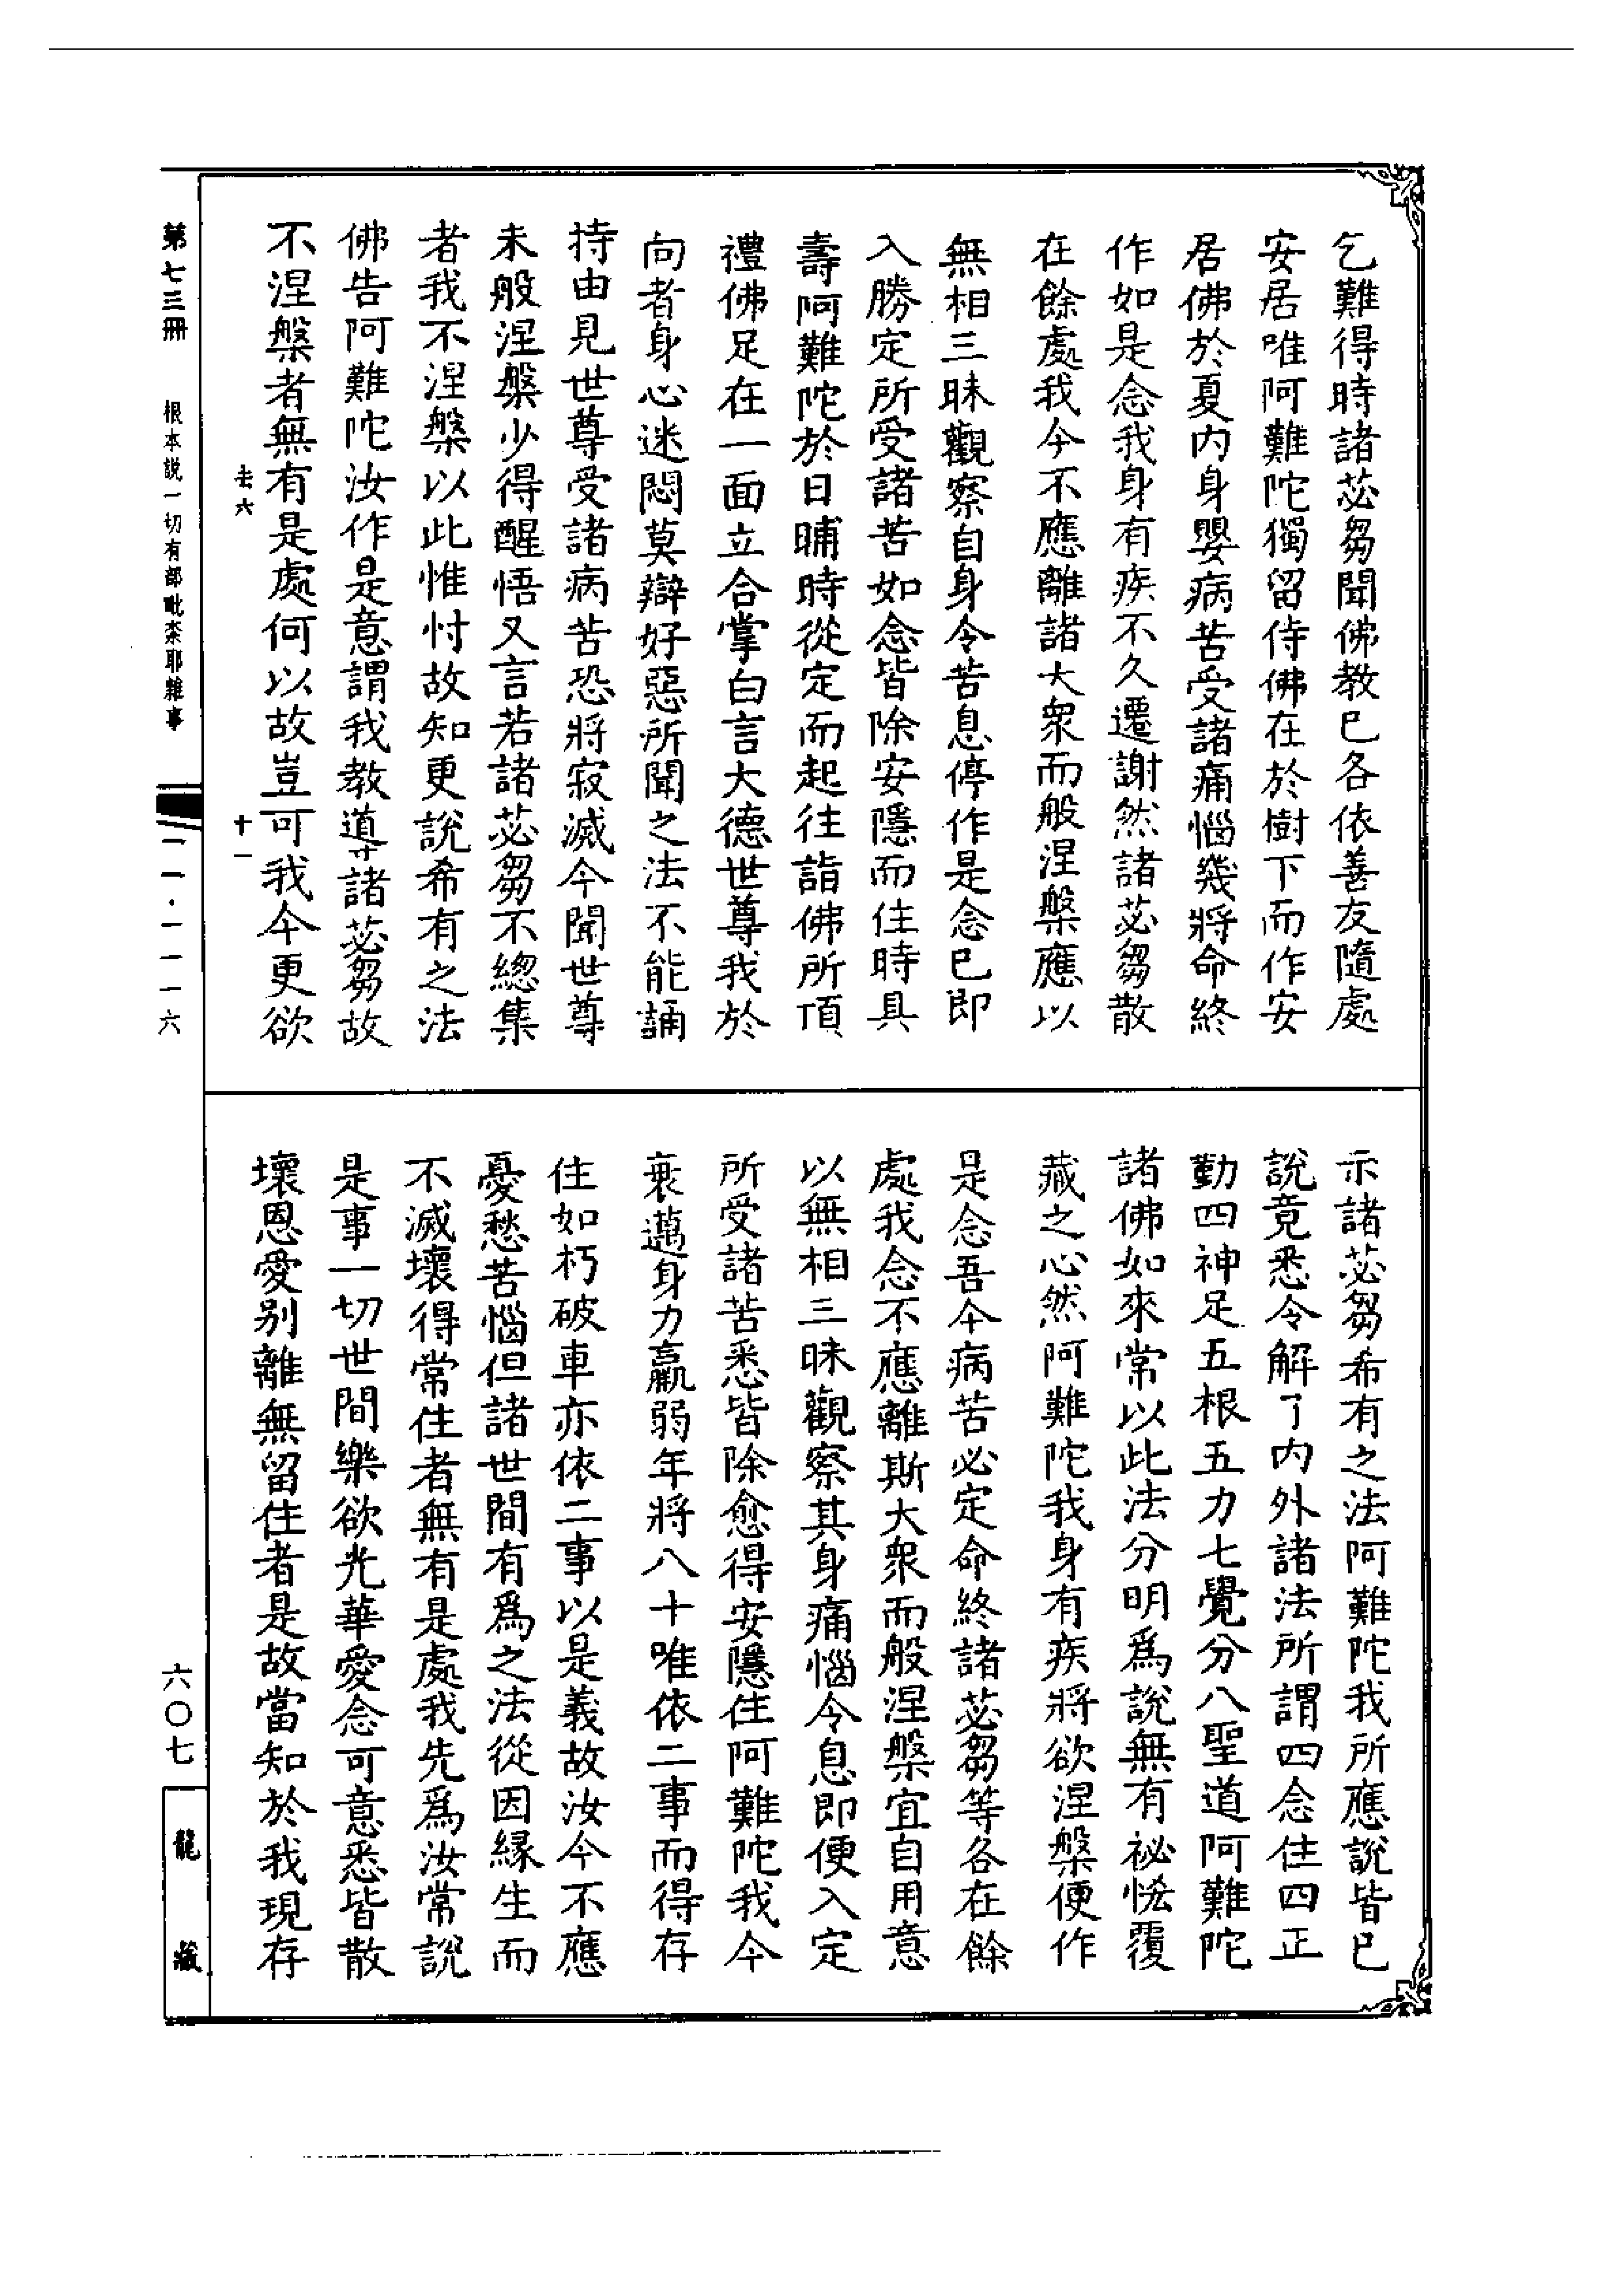 乞難得時諸苾芻聞佛教已各依善友隨處
安居唯阿難陀獨留侍佛在於樹下而作安
居佛於夏内身嬰病苦受諸痛惱幾將命終
作如是念我身有疾不久遷謝然諸苾芻散
在餘處我今不應離諸大衆而般涅槃應以
無相三昧觀察自身令苦息停作是念已即
入勝定所受諸苦如念皆除安隱而住時具
壽阿難陀於日晡時從定而起往詣佛所頂
禮佛足在一面立合掌白言大德世尊我於
向者身心迷悶莫辯好惡所聞之法不能誦
持由見世尊受諸病苦恐將寂滅今聞世尊
未般涅槃少得醒悟又言若諸苾芻不總集
者我不涅槃以此惟忖故知更說希有之法
佛告阿難陀汝作是意謂我教導諸苾芻故
不涅槃者無有是處何以故豈可我今更欲
去六
十一
示諸苾芻希有之法阿難陀我所應說皆已
說竟悉令解了内外諸法所謂四念住四正
勤四神足五根五力七覺分八聖道阿難陀
諸佛如來常以此法分明爲說無有祕悋覆
藏之心然阿難陀我身有疾將欲涅槃便作
是念吾今病苦必定命終諸苾芻等各在餘
處我念不應離斯大衆而般涅槃宜自用意
以無相三昧觀察其身痛惱令息即便入定
所受諸苦悉皆除愈得安隱住阿難陀我今
衰邁身力羸弱年將八十唯依二事而得存
住如朽破車亦依二事以是義故汝今不應
憂愁苦惱但諸世間有爲之法從因緣生而
不滅壞得常住者無有是處我先爲汝常說
是事一切世間樂欲光華愛念可意悉皆散
壞恩愛别離無留住者是故當知於我現存
第七三冊
根本説一切有部毗柰耶雜事
一一·一一一六
六〇七
龍藏